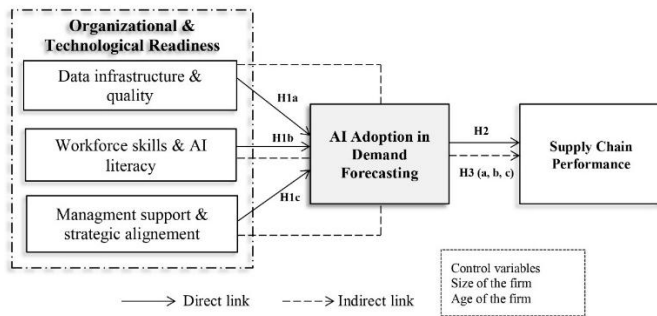 Organizational &
Technological Readiness
Data infrastructure &
quality
H1a
Workforce skills & AI
literacy
H1b
Managment support &
strategic alignement
H1c
AI Adoption in
Demand
Forecasting
H2
H3 (a, b, c)
Supply Chain
Performance
Control variables
Size of the firm
Age of the firm
Direct link
Indirect link